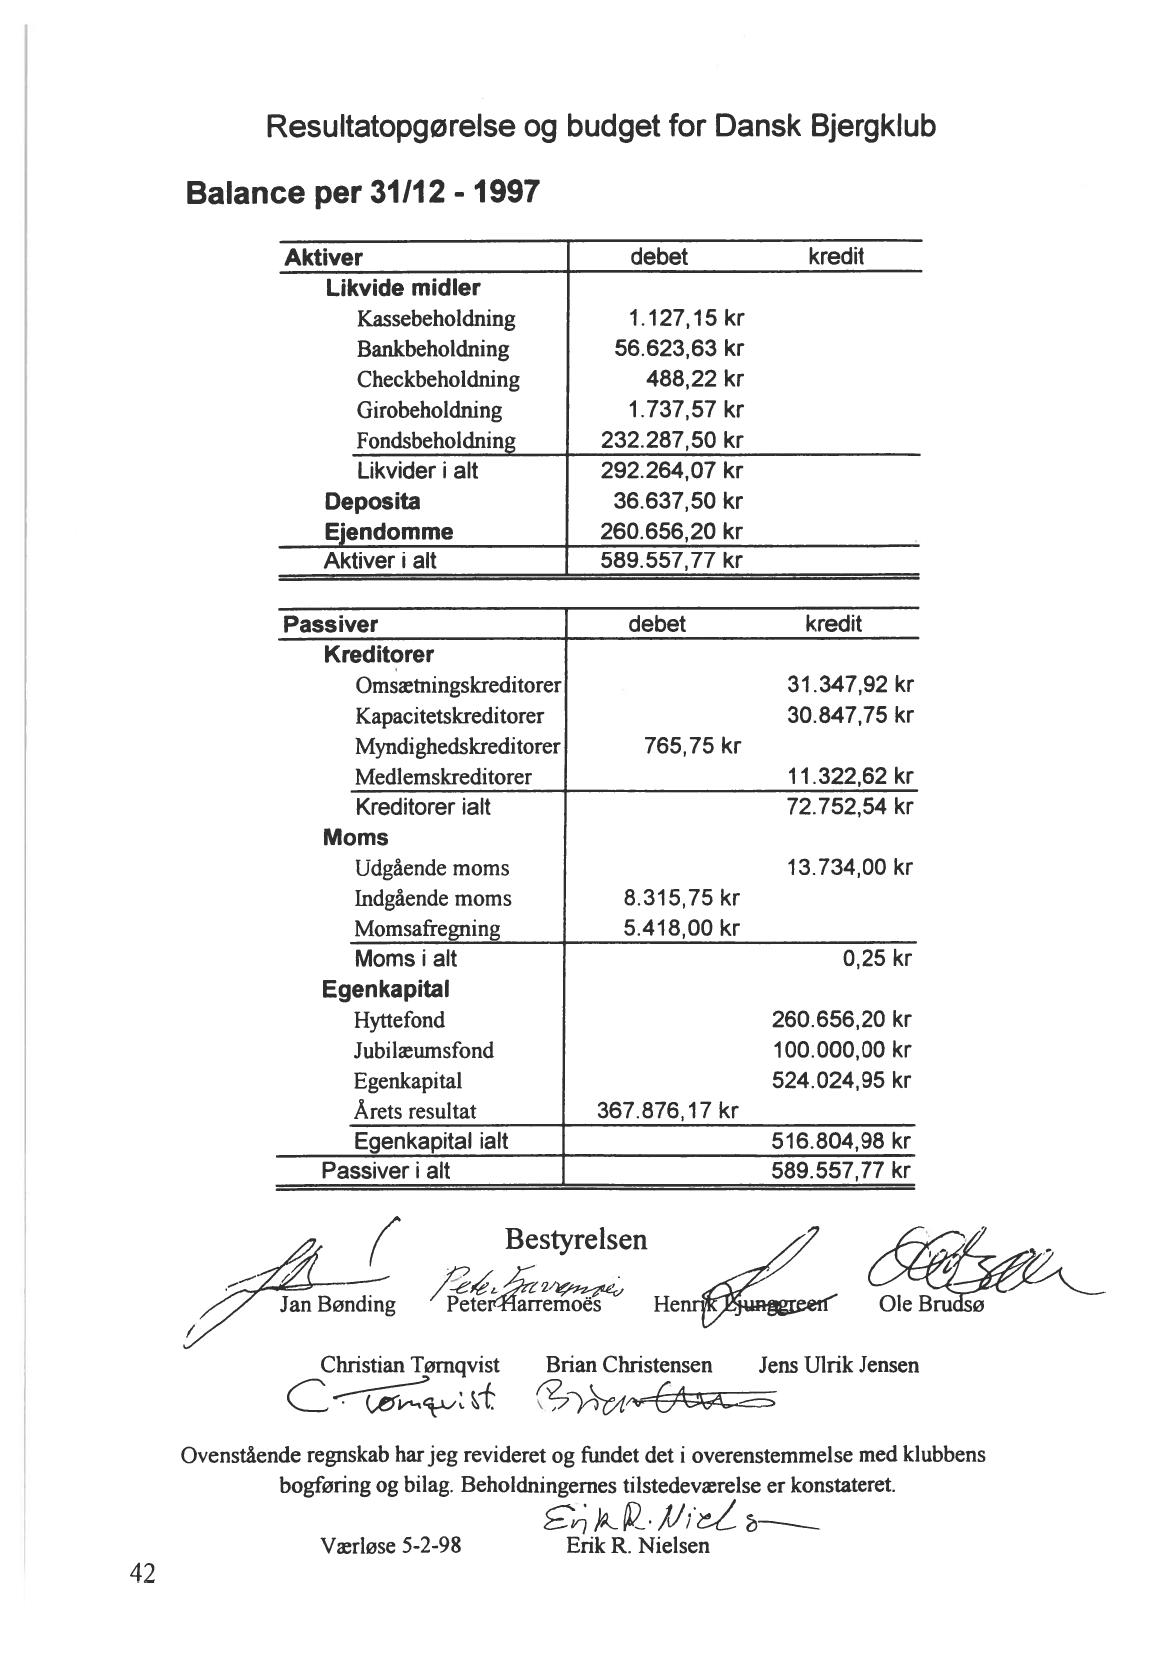 Resultatopgørelse og budget for Dansk Bjergklub
Balance per 31/12 - 1997
Aktiver debet kredit
Likvide midler
Kassebeholdning 1.127,15 kr
Bankbeholdning 56.623,63 kr
Checkbeholdning 488,22 kr
Girobeholdning 1.737,57 kr
Fondsbeholdning 232.287,50 kr
Likvider i alt 292.264,07 kr
Deposita 36.637,50 kr
Ejendomme 260.656,20 kr
Aktiver i alt 589.557,77 kr
Passiver debet kredit
Kreditorer
Omsætningskreditorer 31.347,92 kr
Kapacitetskreditorer 30.847,75 kr
Myndighedskreditorer 765,75 kr
Medlemskreditorer 11.322,62 kr
Kreditorer ialt 72.752,54 kr
Moms
Udgående moms 13.734,00 kr
Indgående moms 8.315,75 kr
Momsafregning 5.418,00 kr
Moms i alt 0,25 kr
Egenkapital
Hyttefond 260.656,20 kr
Jubilæumsfond 100.000,00 kr
Egenkapital 524.024,95 kr
Årets resultat 367.876,17 kr
Egenkapital ialt 516.804,98 kr
Passiver i alt 589.557,77 kr
Bestyrelsen
Peter Harremoës
Jan Bønding Peter Harremoës Henrik Ljunggreen Ole Brudsø
Christian Tørnqvist Brian Christensen Jens Ulrik Jensen
C. Tørnqvist. Brian
Ovenstående regnskab har jeg revideret og fundet det i overenstemmelse med klubbens
bogføring og bilag. Beholdningernes tilstedeværelse er konstateret.
Erik R. Niels
Værløse 5-2-98 Erik R. Nielsen
42